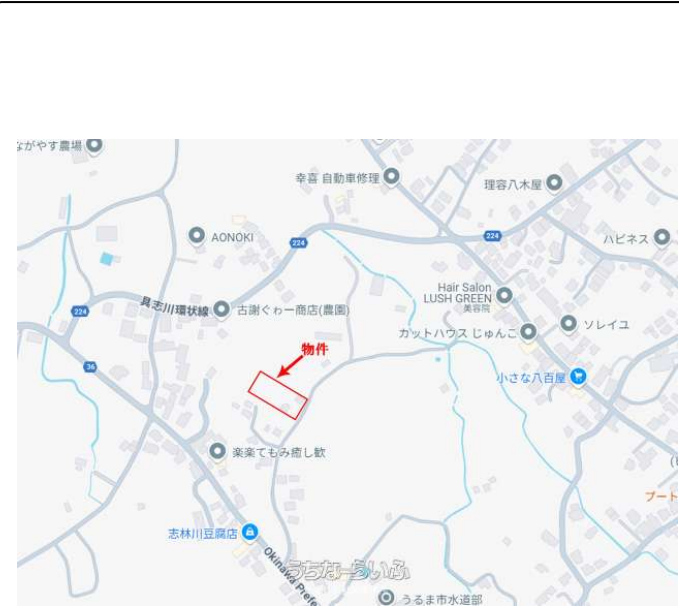 ながやす農場
幸喜 自動車修理
理容八木屋
AONOKI
224
224
ハピネス
Hair Salon
LUSH GREEN
美容院
具志川環状線
古謝ぐゎー商店(農園)
224
カットハウス じゅんこ
ソレイユ
物件
36
小さな八百屋
楽楽てもみ癒し歓
プート
志林川豆腐店
Okinawa Prefe
うちなーらいふ
うるま市水道部